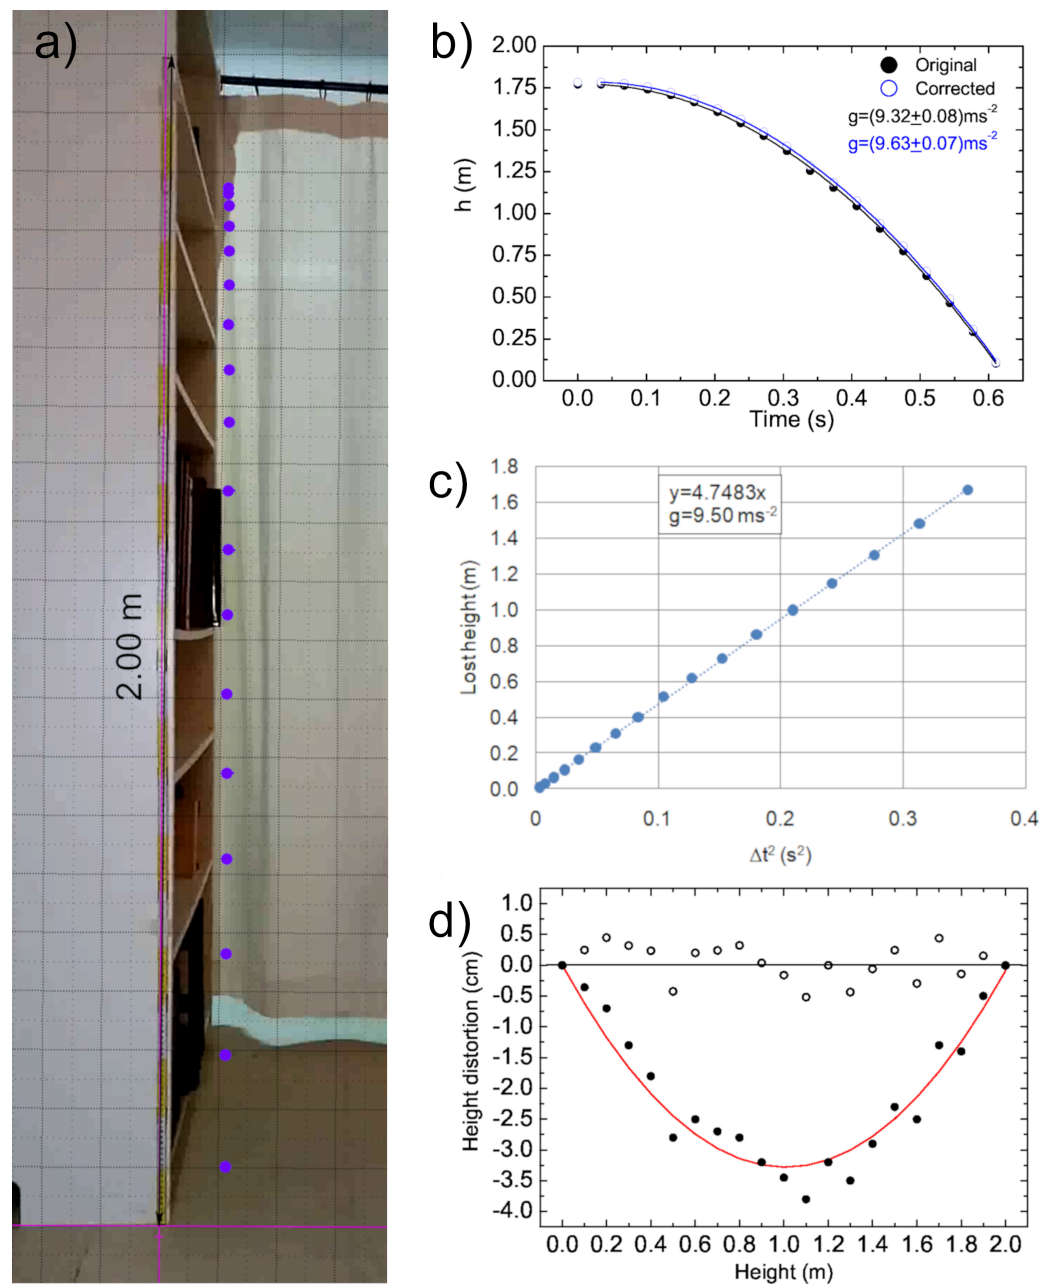 a)
2.00 m
b)
h (m)
2.00
1.75
1.50
1.25
1.00
0.75
0.50
0.25
0.00
Original
Corrected
g=(9.32±0.08)ms-2
g=(9.63±0.07)ms-2
0.0 0.1 0.2 0.3 0.4 0.5 0.6
Time (s)
c)
Lost height (m)
1.8
1.6
1.4
1.2
1.0
0.8
0.6
0.4
0.2
0.0
y=4.7483x
g=9.50 ms-2
0 0.1 0.2 0.3 0.4
Δt² (s²)
d)
Height distortion (cm)
1.0
0.5
0.0
-0.5
-1.0
-1.5
-2.0
-2.5
-3.0
-3.5
-4.0
0.0 0.2 0.4 0.6 0.8 1.0 1.2 1.4 1.6 1.8 2.0
Height (m)